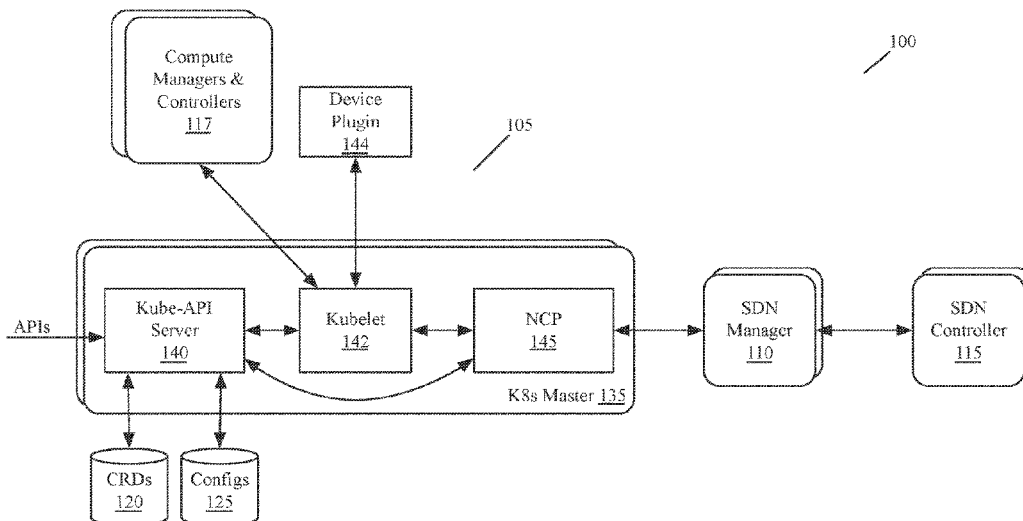 100
Compute
Managers &
Controllers
117
Device
Plugin
144
105
APIs
Kube-API
Server
140
Kubelet
142
NCP
145
K8s Master 135
SDN
Manager
110
SDN
Controller
115
CRDs
120
Configs
125